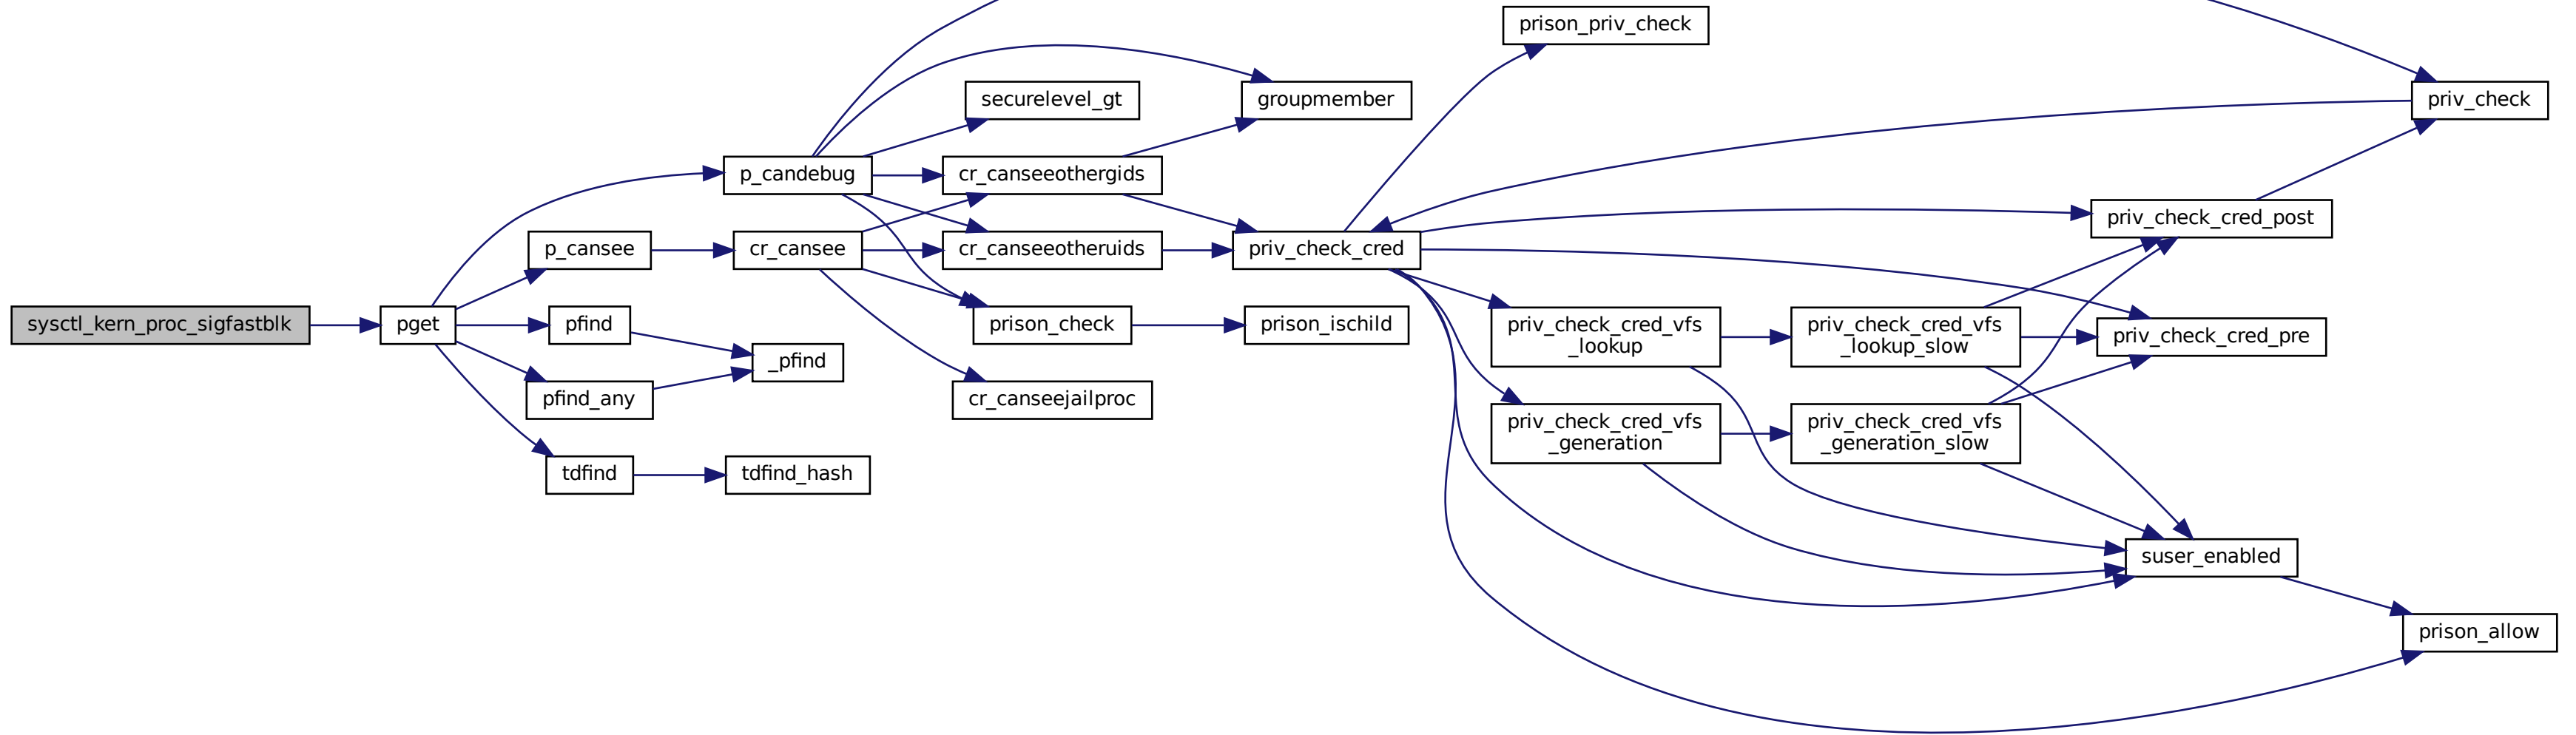 prison_priv_check
securelevel_gt
groupmember
priv_check
p_candebug
cr_canseeothergids
priv_check_cred_post
p_cansee
cr_cansee
cr_canseeotheruids
priv_check_cred
sysctl_kern_proc_sigfastblk
pget
pfind
prison_check
prison_ischild
priv_check_cred_vfs
_lookup
priv_check_cred_vfs
_lookup_slow
priv_check_cred_pre
_pfind
pfind_any
cr_canseejailproc
priv_check_cred_vfs
_generation
priv_check_cred_vfs
_generation_slow
tdfind
tdfind_hash
suser_enabled
prison_allow